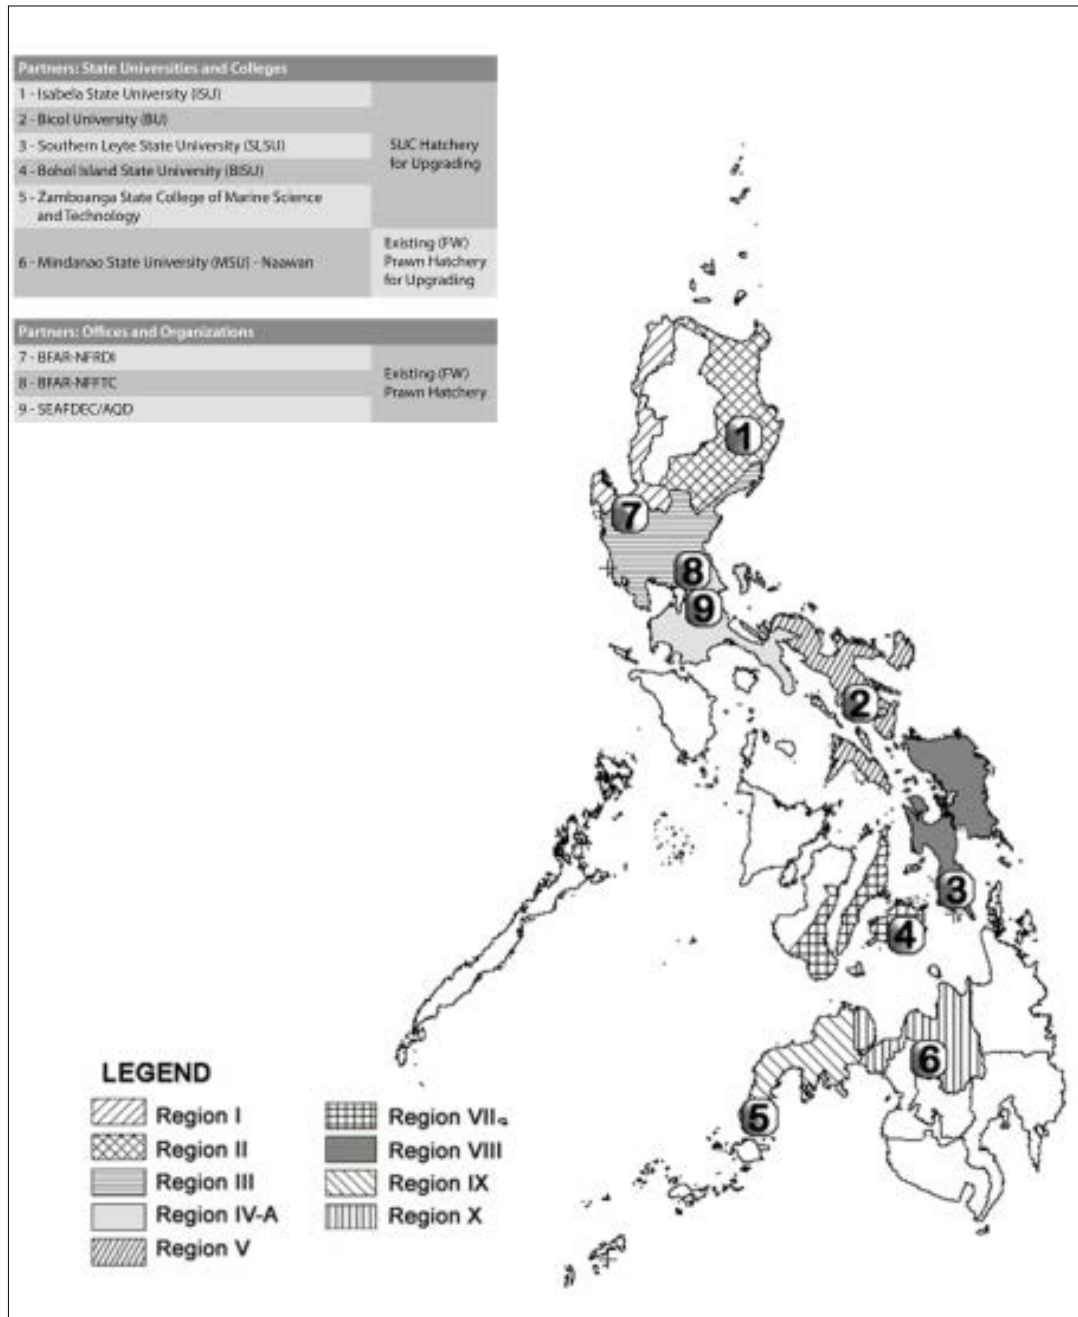 Partners: State Universities and Colleges
1 - Isabela State University (ISU)
2 - Bicol University (BU)
3 - Southern Leyte State University (SLSU)
4 - Bohol Island State University (BISU)
5 - Zamboanga State College of Marine Science
and Technology
SUC Hatchery
for Upgrading
6 - Mindanao State University (MSU) - Naawan
Existing (FW)
Prawn Hatchery
for Upgrading
Partners: Offices and Organizations
7 - BFAR-NFRDI
8 - BFAR-NFFTC
9 - SEAFDEC/AQD
Existing (FW)
Prawn Hatchery
1
7
8
9
2
3
4
6
5
LEGEND
Region I
Region II
Region III
Region IV-A
Region V
Region VII
Region VIII
Region IX
Region X